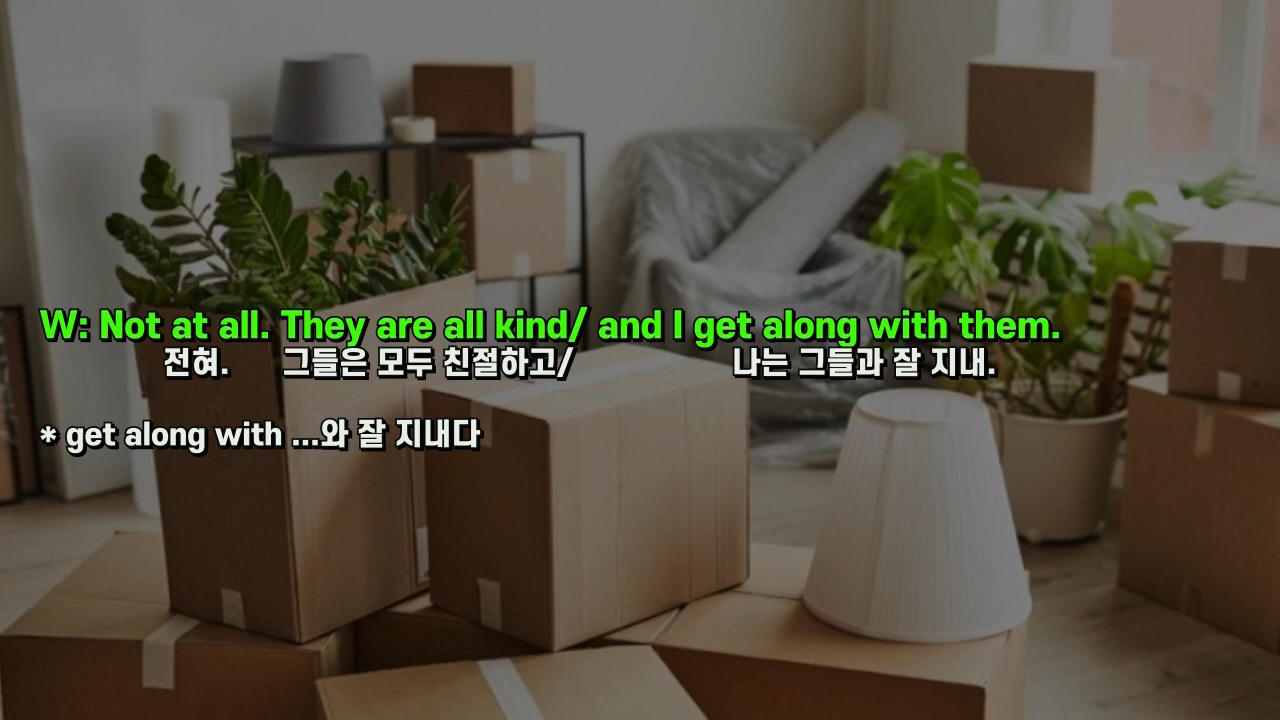 W: Not at all. They are all kind/ and I get along with them.
전혀. 그들은 모두 친절하고/ 나는 그들과 잘 지내.
* get along with ...와 잘 지내다